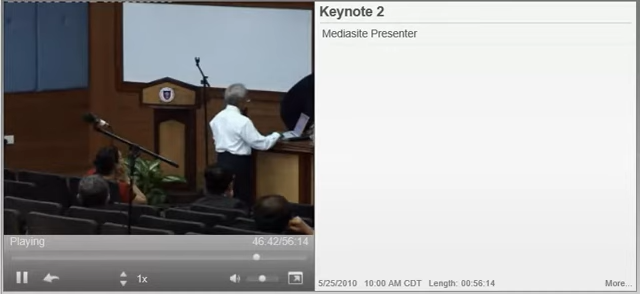 Keynote 2
Mediasite Presenter
Playing 46:42/56:14
1x
5/25/2010 10:00 AM CDT Length: 00:56:14 More...